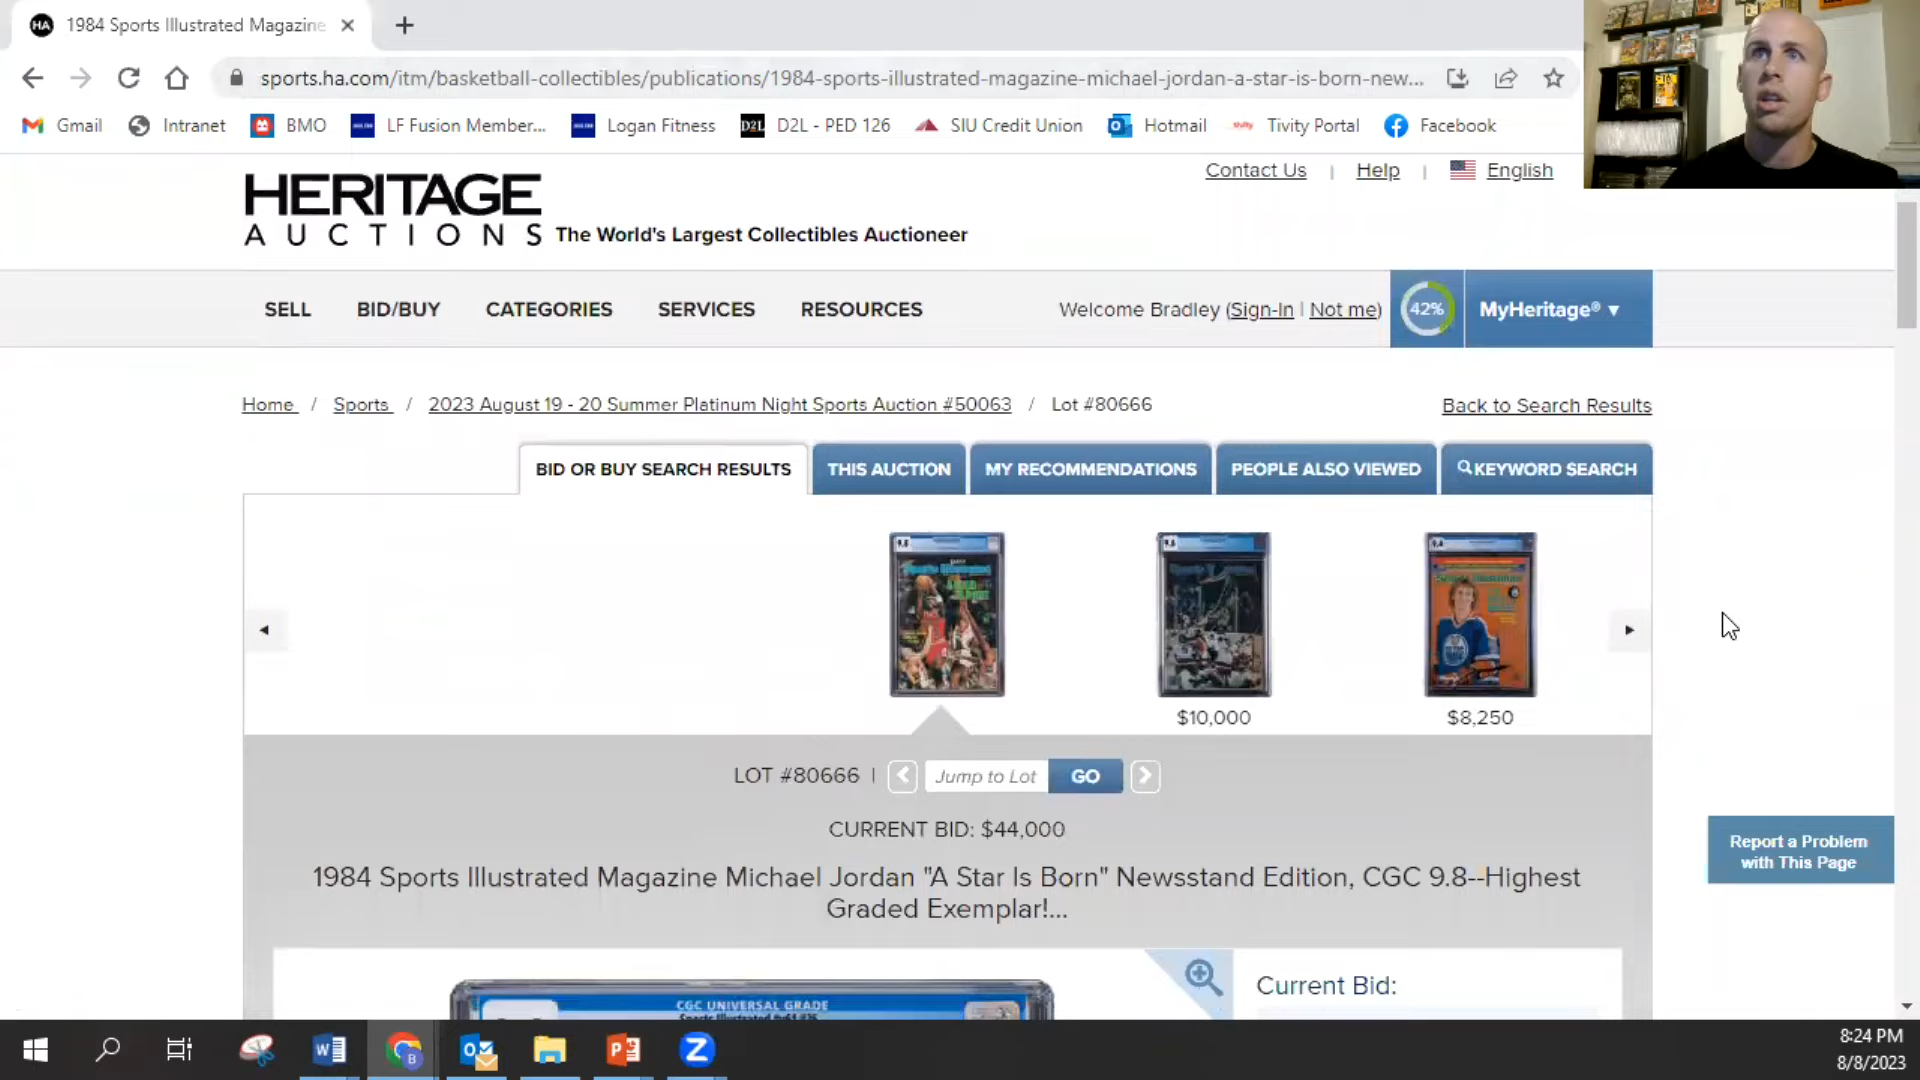 HA 1984 Sports Illustrated Magazine
sports.ha.com/itm/basketball-collectibles/publications/1984-sports-illustrated-magazine-michael-jordan-a-star-is-born-new...
Gmail Intranet BMO LF Fusion Member... Logan Fitness D2L D2L - PED 126 SIU Credit Union Hotmail Tivity Portal Facebook
Contact Us | Help | English
HERITAGE
AUCTIONS The World's Largest Collectibles Auctioneer
SELL BID/BUY CATEGORIES SERVICES RESOURCES Welcome Bradley (Sign-In | Not me) 42% MyHeritage® ▼
Home / Sports / 2023 August 19 - 20 Summer Platinum Night Sports Auction #50063 / Lot #80666 Back to Search Results
BID OR BUY SEARCH RESULTS THIS AUCTION MY RECOMMENDATIONS PEOPLE ALSO VIEWED KEYWORD SEARCH
$10,000 $8,250
LOT #80666 | Jump to Lot GO
CURRENT BID: $44,000
Report a Problem
with This Page
1984 Sports Illustrated Magazine Michael Jordan "A Star Is Born" Newsstand Edition, CGC 9.8--Highest
Graded Exemplar!...
Current Bid:
CGC UNIVERSAL GRADE
8:24 PM
8/8/2023